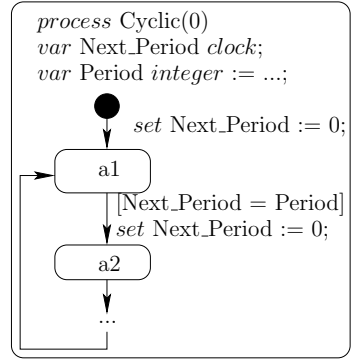 process Cyclic(0)
var Next_Period clock;
var Period integer := ...;
set Next_Period := 0;
a1
[Next_Period = Period]
set Next_Period := 0;
a2
...